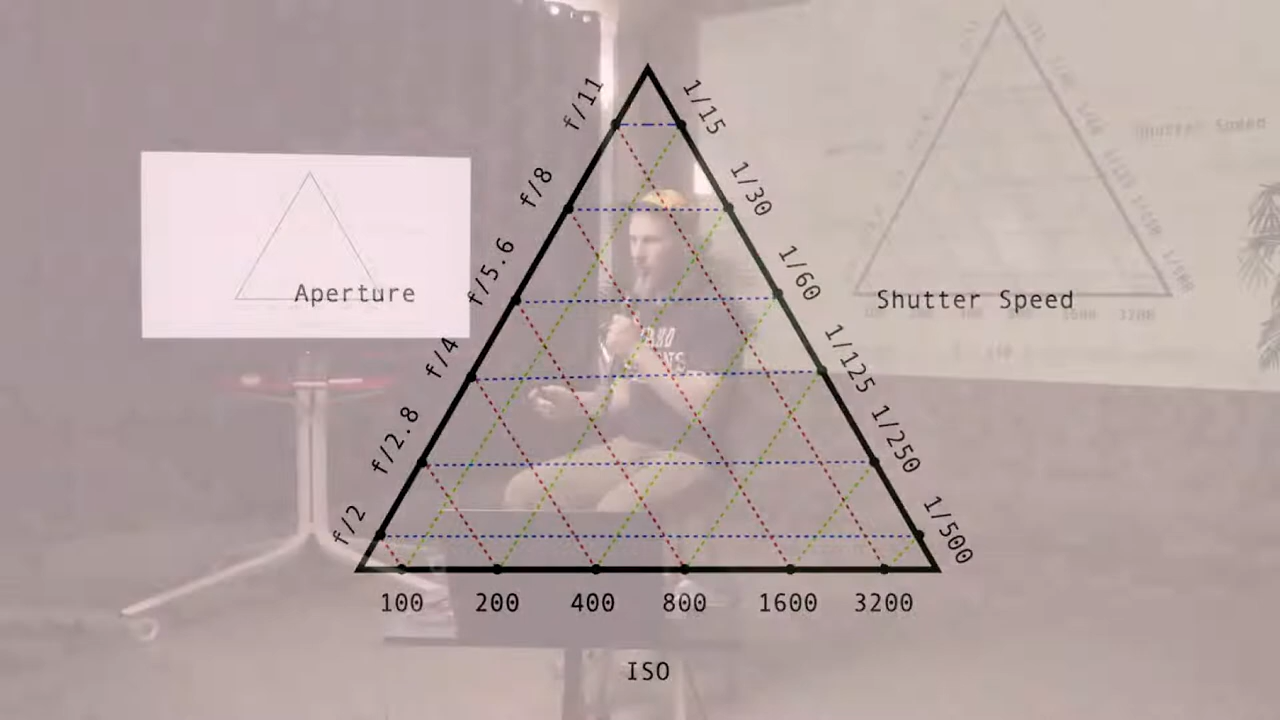 f/11
1/15
f/8
1/30
f/5.6
1/60
Aperture
Shutter Speed
f/4
1/125
f/2.8
1/250
f/2
1/500
100 200 400 800 1600 3200
ISO